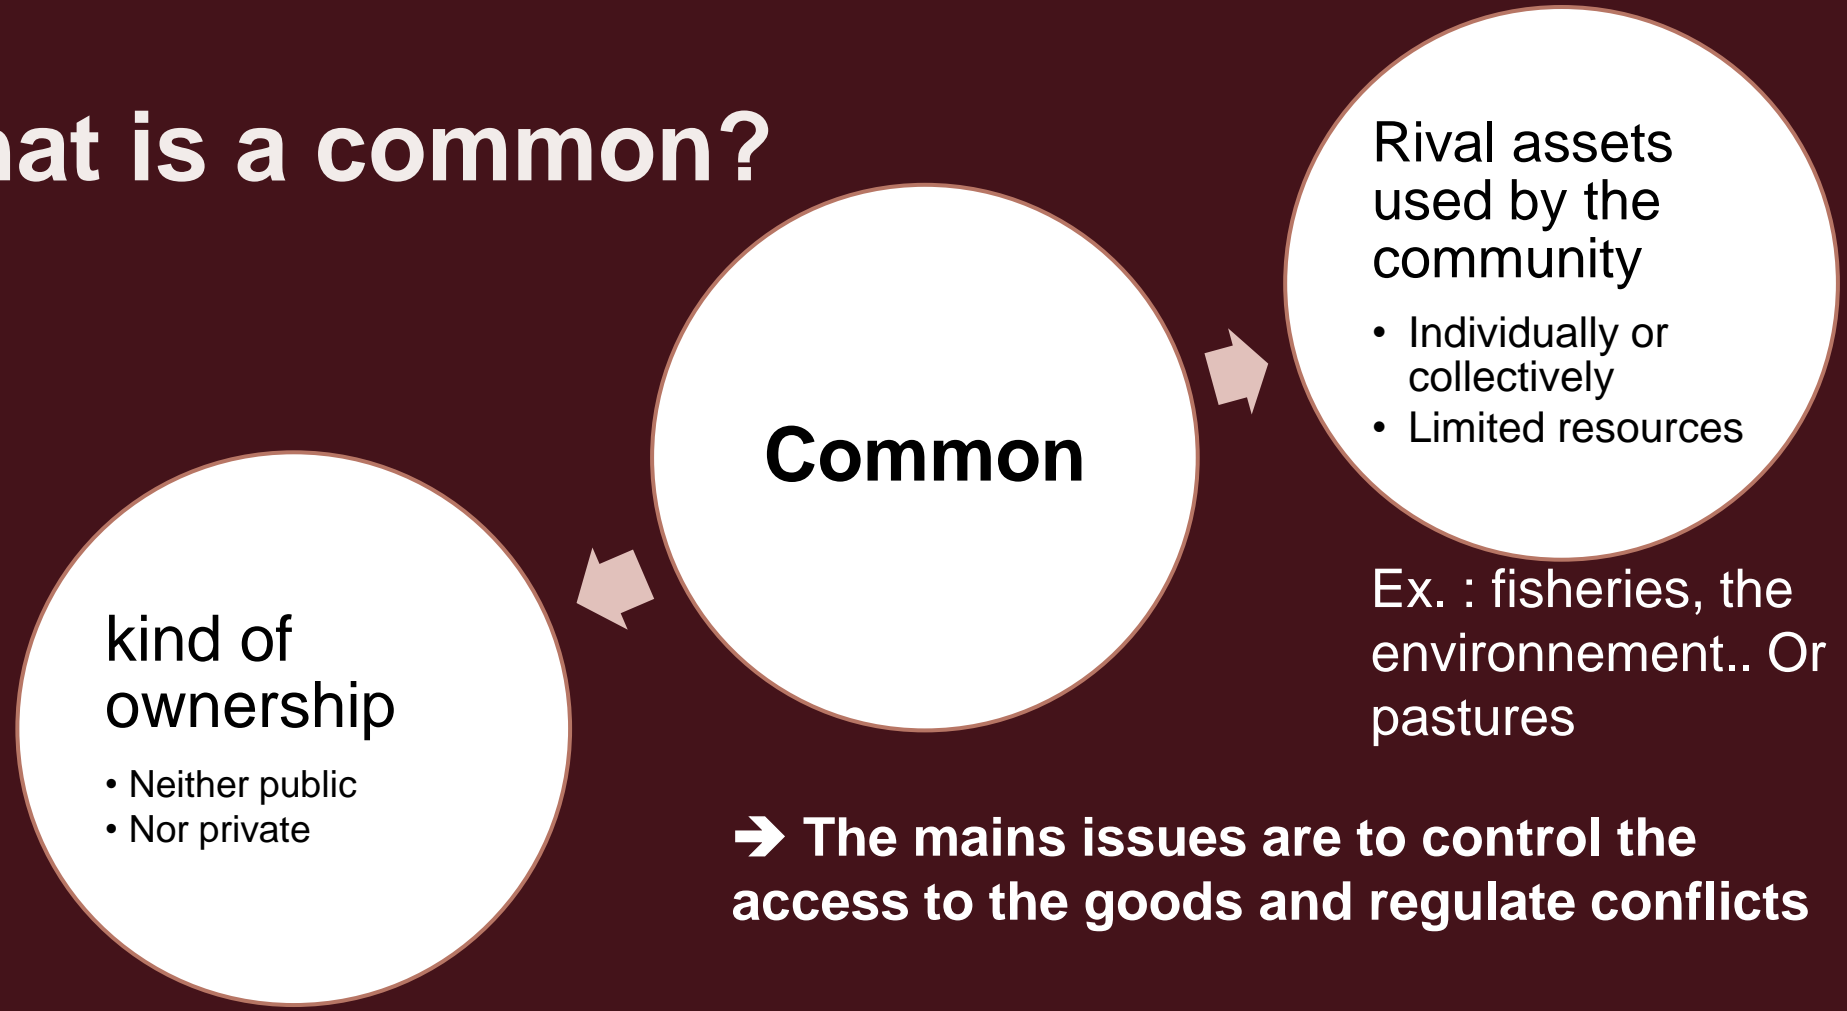 hat is a common?
Common
Rival assets
used by the
community
• Individually or
collectively
• Limited resources
Ex. : fisheries, the
environnement.. Or
pastures
kind of
ownership
• Neither public
• Nor private
➔ The mains issues are to control the
access to the goods and regulate conflicts